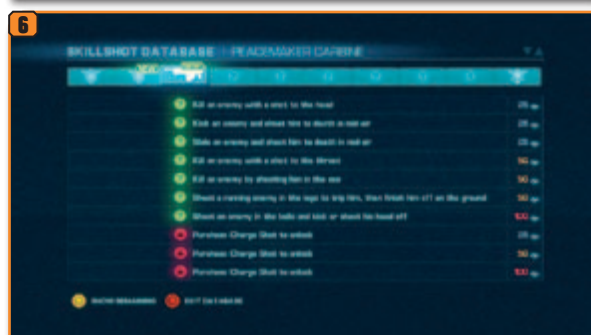 6
SKILLSHOT DATABASE | PEACEMAKER CARBINE
Kill an enemy with a shot to the head 25
Kick an enemy and shoot him to death in mid-air 25
Slide an enemy and shoot him to death in mid-air 25
Kill an enemy with a shot to the throat 50
Kill an enemy by shooting him in the ass 50
Shoot a running enemy in the legs to trip him, then finish him off on the ground 50
Shoot an enemy in the balls and kick or shoot his head off 100
Purchase Charge Shot to unlock 25
Purchase Charge Shot to unlock 50
Purchase Charge Shot to unlock 100
EXIT DATABASE